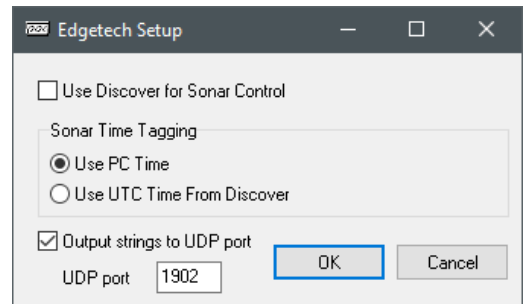 Edgetech Setup
Use Discover for Sonar Control
Sonar Time Tagging
Use PC Time
Use UTC Time From Discover
Output strings to UDP port
UDP port 1902
OK Cancel